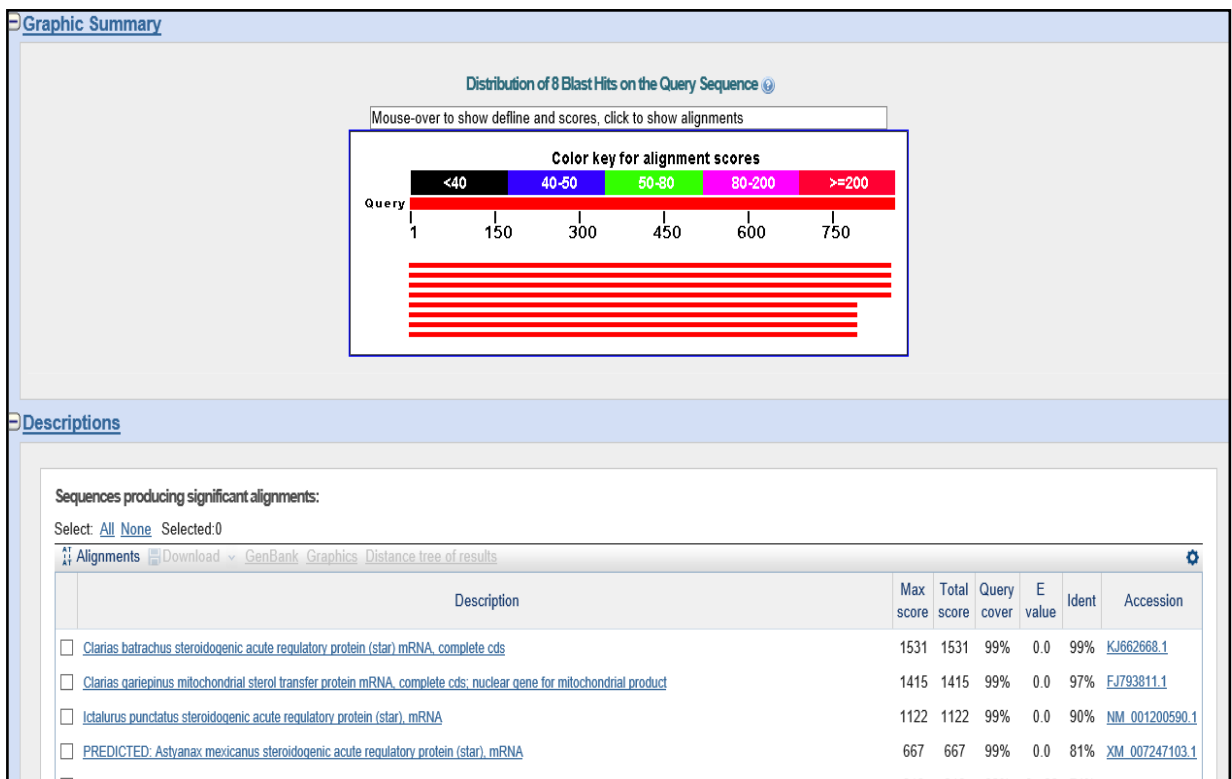 Graphic Summary
Distribution of 8 Blast Hits on the Query Sequence
Mouse-over to show defline and scores, click to show alignments
Color key for alignment scores
<40 40-50 50-80 80-200 >=200
Query
1 150 300 450 600 750
Descriptions
Sequences producing significant alignments:
Select: All None Selected:0
Alignments Download GenBank Graphics Distance tree of results
Description Max score Total score Query cover E value Ident Accession
Clarias batrachus steroidogenic acute regulatory protein (star) mRNA, complete cds 1531 1531 99% 0.0 99% KJ662668.1
Clarias gariepinus mitochondrial sterol transfer protein mRNA, complete cds; nuclear gene for mitochondrial product 1415 1415 99% 0.0 97% FJ793811.1
Ictalurus punctatus steroidogenic acute regulatory protein (star), mRNA 1122 1122 99% 0.0 90% NM_001200590.1
PREDICTED: Astyanax mexicanus steroidogenic acute regulatory protein (star), mRNA 667 667 99% 0.0 81% XM_007247103.1